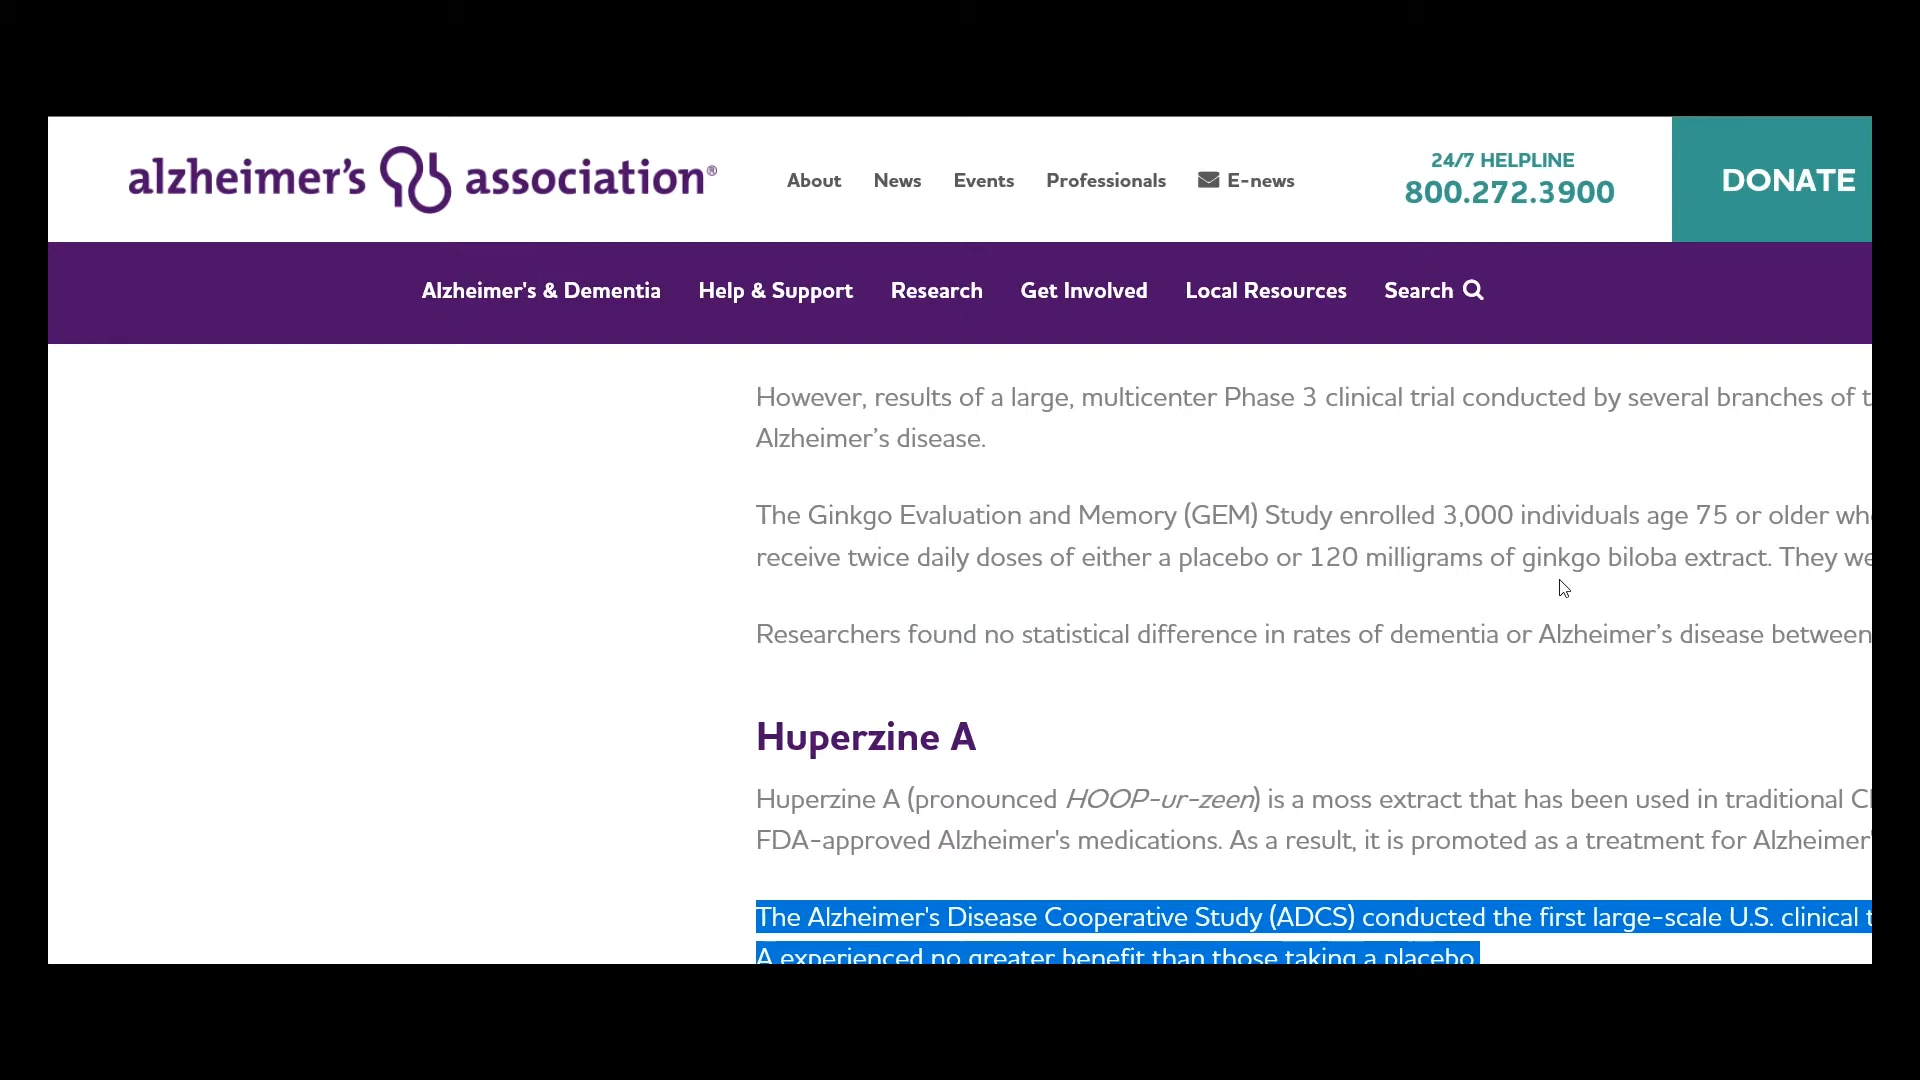 alzheimer's association®
About News Events Professionals E-news
24/7 HELPLINE
800.272.3900
DONATE
Alzheimer's & Dementia Help & Support Research Get Involved Local Resources Search
However, results of a large, multicenter Phase 3 clinical trial conducted by several branches of
Alzheimer’s disease.
The Ginkgo Evaluation and Memory (GEM) Study enrolled 3,000 individuals age 75 or older
receive twice daily doses of either a placebo or 120 milligrams of ginkgo biloba extract. They
Researchers found no statistical difference in rates of dementia or Alzheimer’s disease between
Huperzine A
Huperzine A (pronounced HOOP-ur-zeen) is a moss extract that has been used in traditional
FDA-approved Alzheimer's medications. As a result, it is promoted as a treatment for Alzheimer'
The Alzheimer's Disease Cooperative Study (ADCS) conducted the first large-scale U.S. clinical
A experienced no greater benefit than those taking a placebo.